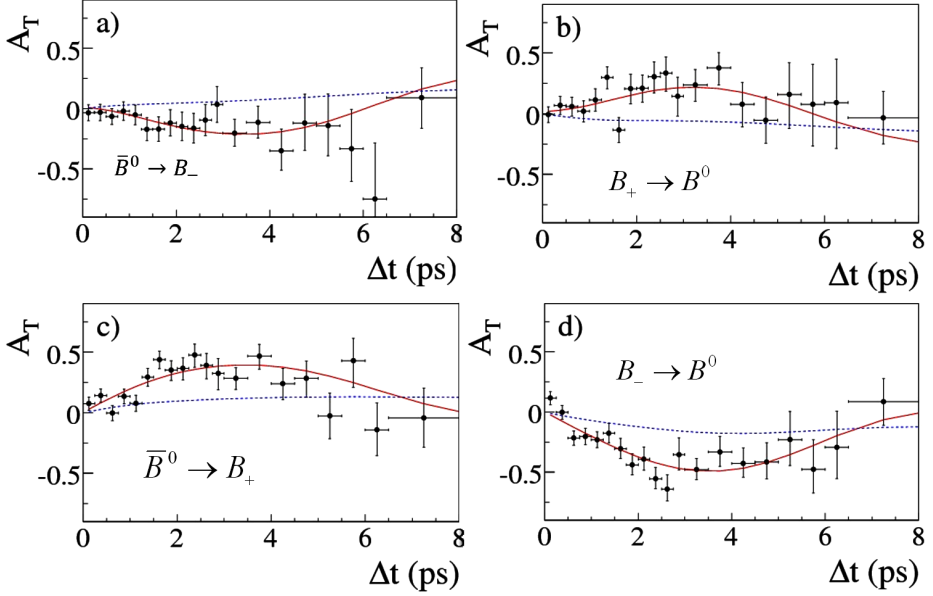 a)
A_T
0.5
0
-0.5
B̅⁰ → B₋
0 2 4 6 8
Δt (ps)
b)
A_T
0.5
0
-0.5
B₊ → B⁰
0 2 4 6 8
Δt (ps)
c)
A_T
0.5
0
-0.5
B̅⁰ → B₊
0 2 4 6 8
Δt (ps)
d)
A_T
0.5
0
-0.5
B₋ → B⁰
0 2 4 6 8
Δt (ps)